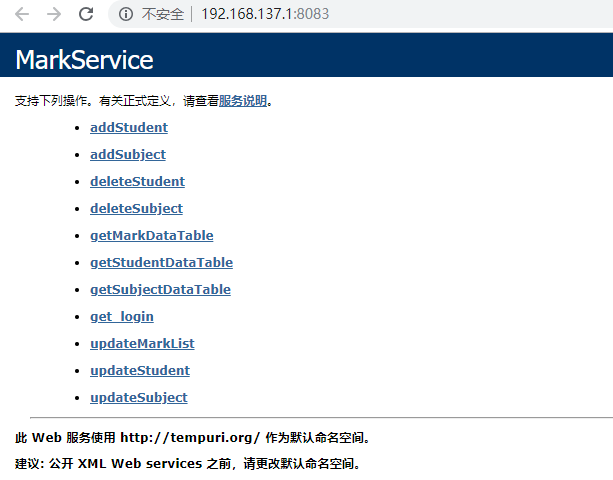 不安全 192.168.137.1:8083
MarkService
支持下列操作。有关正式定义，请查看服务说明。
addStudent
addSubject
deleteStudent
deleteSubject
getMarkDataTable
getStudentDataTable
getSubjectDataTable
get_login
updateMarkList
updateStudent
updateSubject
此 Web 服务使用 http://tempuri.org/ 作为默认命名空间。
建议: 公开 XML Web services 之前，请更改默认命名空间。